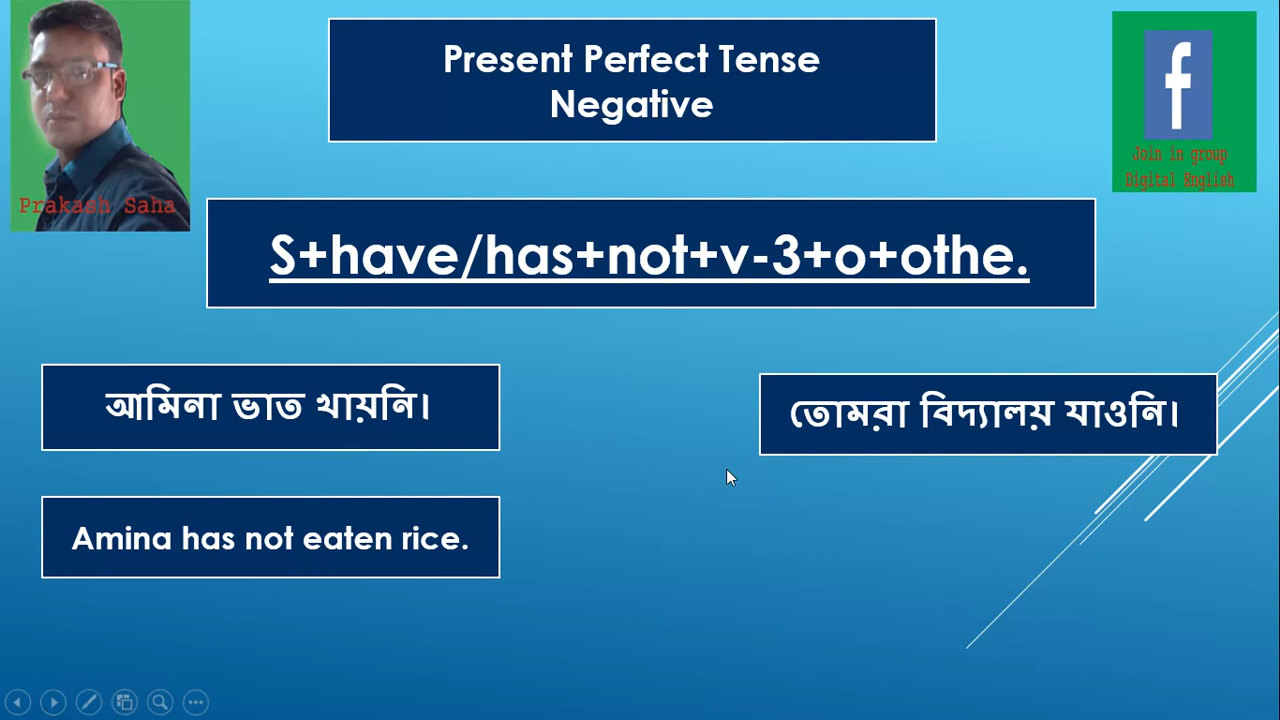 Present Perfect Tense
Negative
Join in group
Digital English
Prakash Saha
S+have/has+not+v-3+o+othe.
আমিনা ভাত খায়নি।
তোমরা বিদ্যালয় যাওনি।
Amina has not eaten rice.